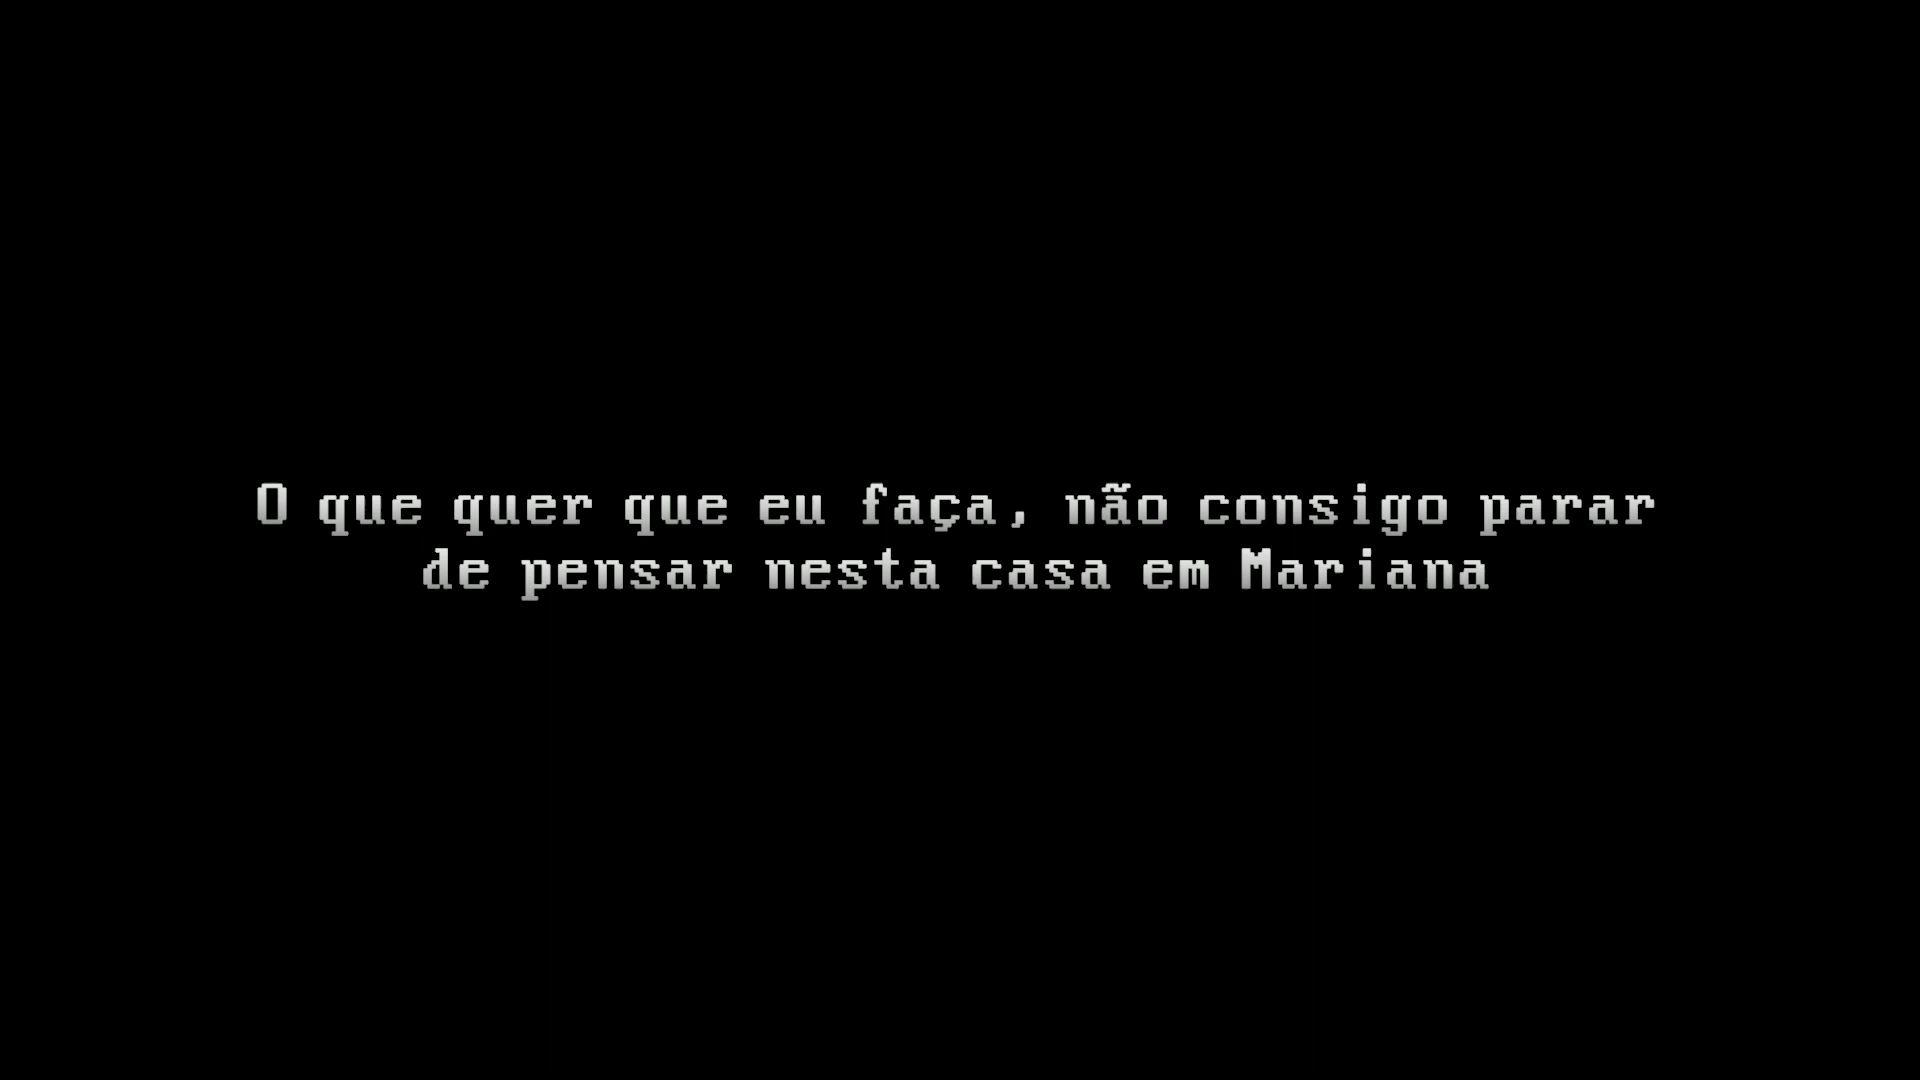 O que quer que eu faça, não consigo parar
de pensar nesta casa em Mariana